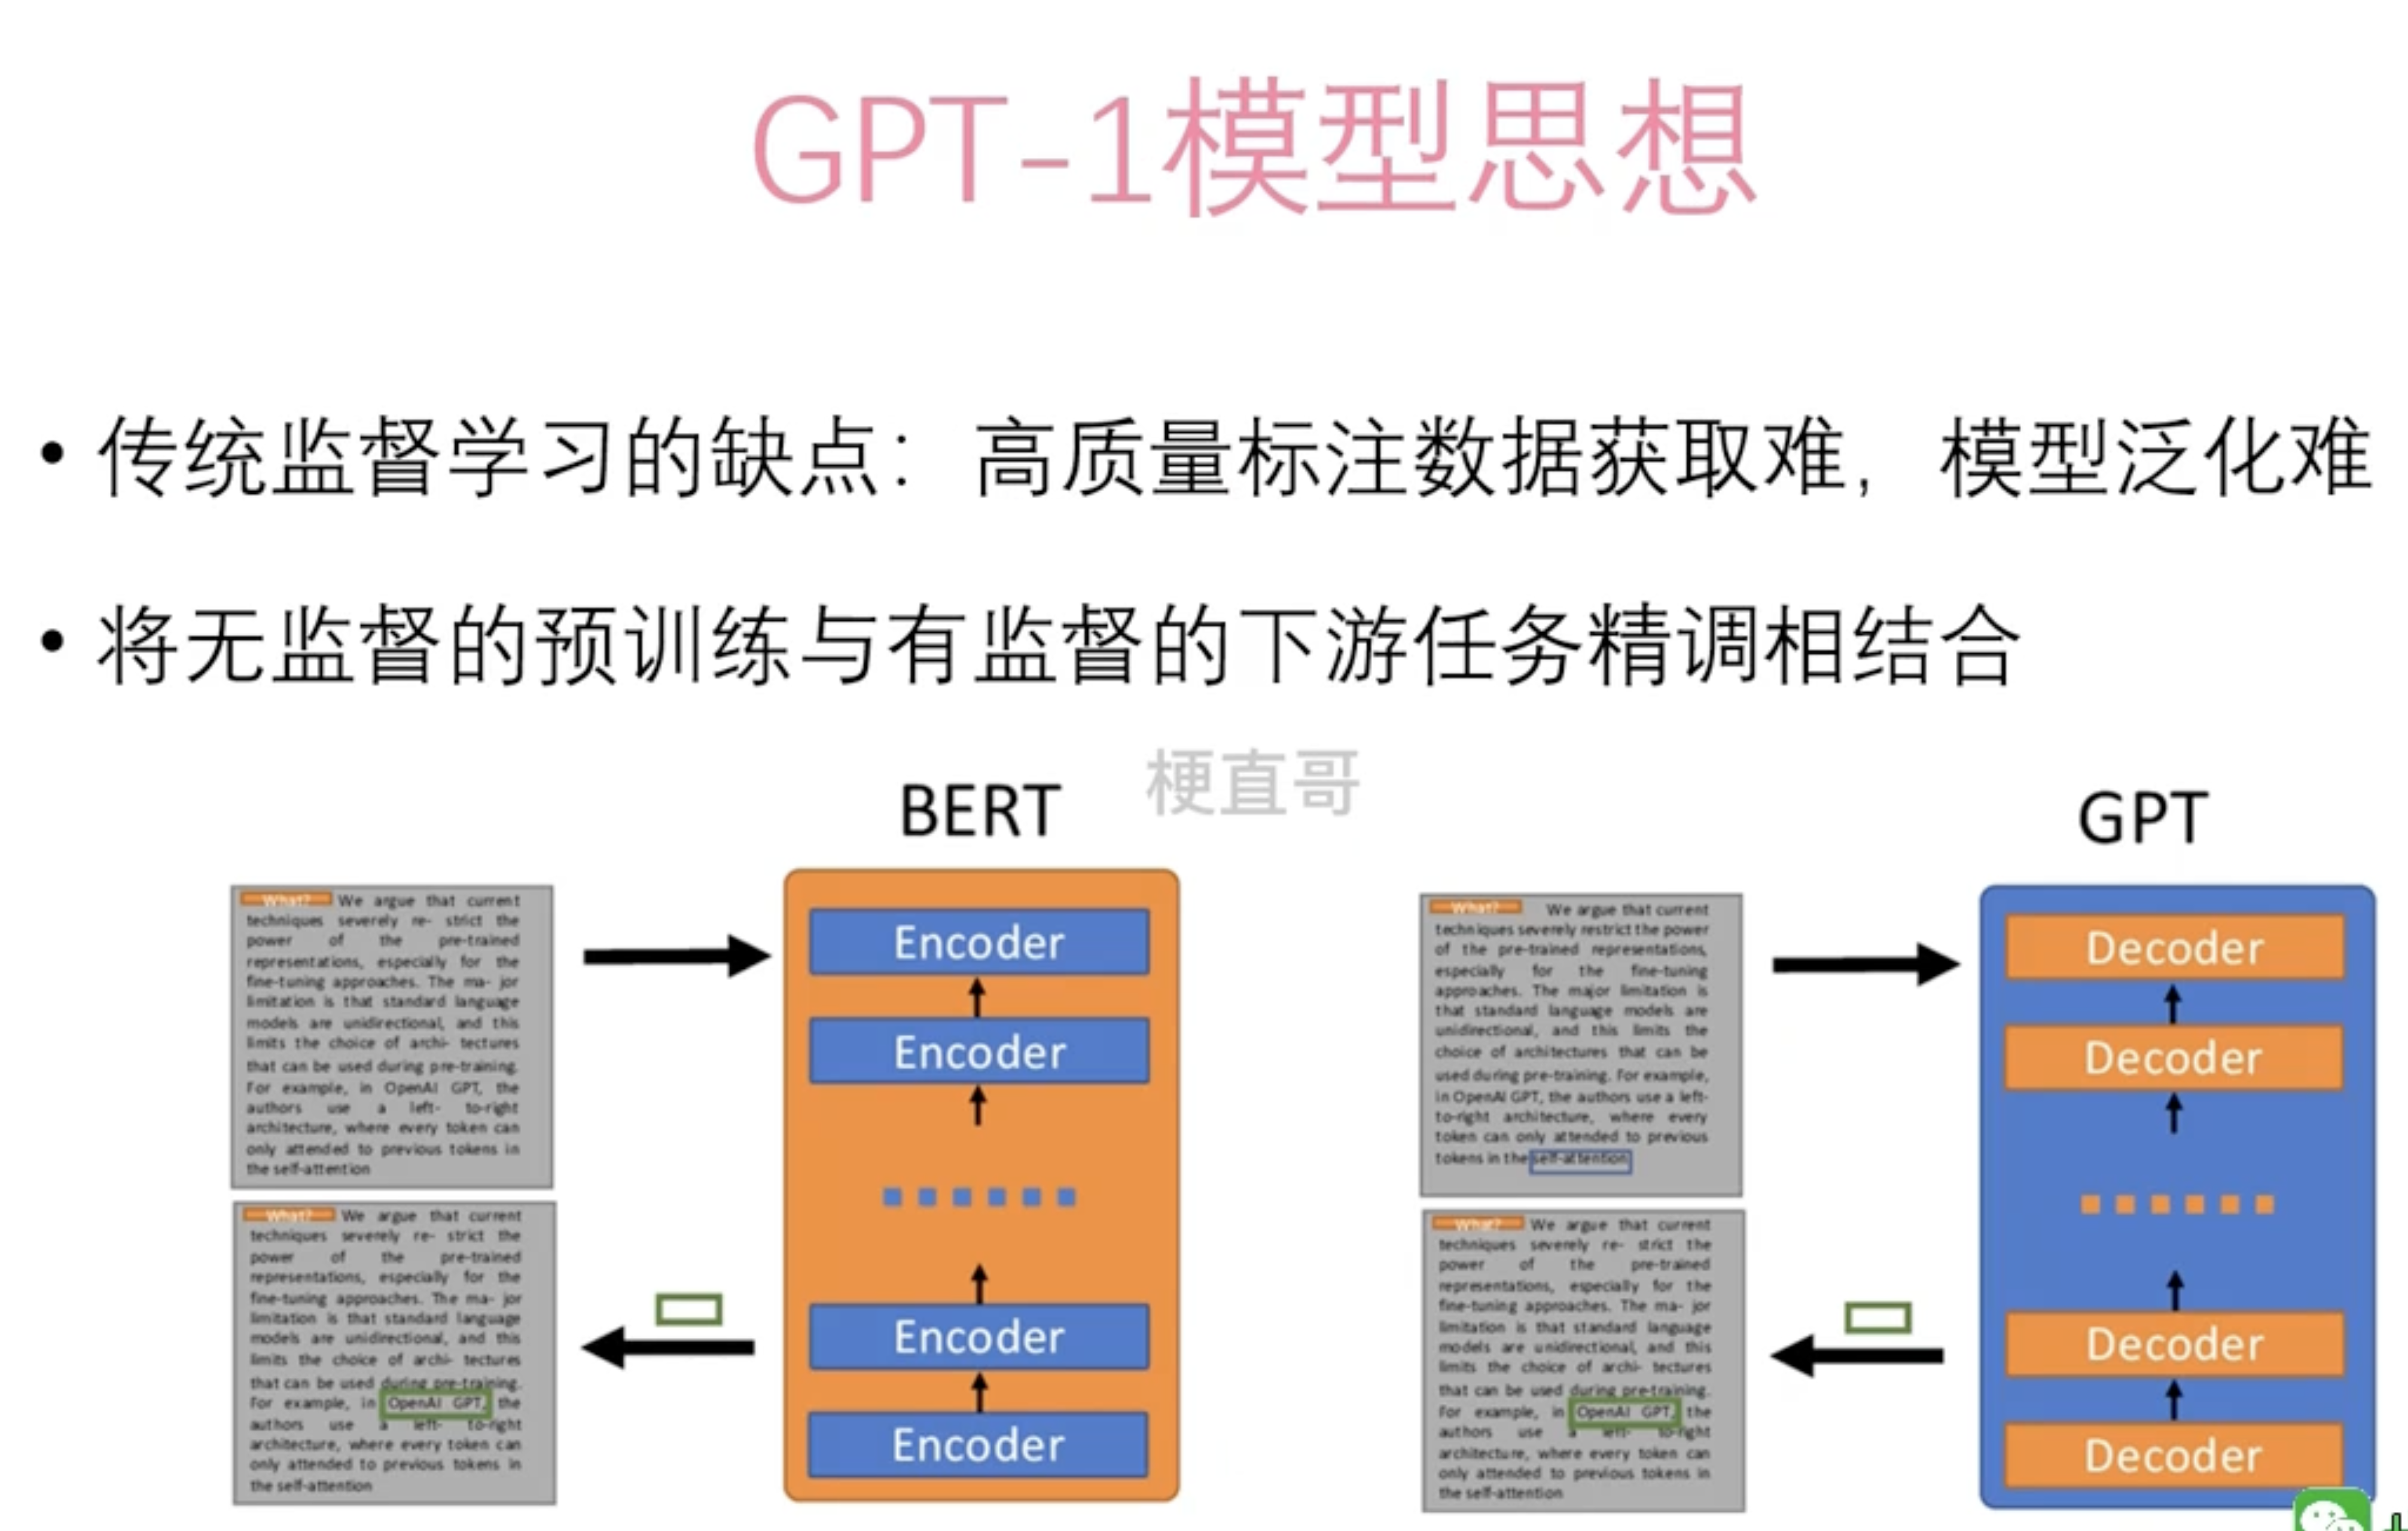 GPT-1模型思想
• 传统监督学习的缺点：高质量标注数据获取难，模型泛化难
• 将无监督的预训练与有监督的下游任务精调相结合
梗直哥
BERT
GPT
What? We argue that current
techniques severely re- strict the
power of the pre-trained
representations, especially for the
fine-tuning approaches. The ma- jor
limitation is that standard language
models are unidirectional, and this
limits the choice of archi- tectures
that can be used during pre-training.
For example, in OpenAI GPT, the
authors use a left- to-right
architecture, where every token can
only attended to previous tokens in
the self-attention
What? We argue that current
techniques severely re- strict the
power of the pre-trained
representations, especially for the
fine-tuning approaches. The ma- jor
limitation is that standard language
models are unidirectional, and this
limits the choice of archi- tectures
that can be used during pre-training.
For example, in OpenAI GPT, the
authors use a left- to-right
architecture, where every token can
only attended to previous tokens in
the self-attention
Encoder
Encoder
Encoder
Encoder
What? We argue that current
techniques severely restrict the power
of the pre-trained representations,
especially for the fine-tuning
approaches. The major limitation is
that standard language models are
unidirectional, and this limits the
choice of architectures that can be
used during pre-training. For example,
in OpenAI GPT, the authors use a left-
to-right architecture, where every
token can only attended to previous
tokens in the self-attention
What? We argue that current
techniques severely re- strict the
power of the pre-trained
representations, especially for the
fine-tuning approaches. The ma- jor
limitation is that standard language
models are unidirectional, and this
limits the choice of archi- tectures
that can be used during pre-training.
For example, in OpenAI GPT, the
authors use a left- to-right
architecture, where every token can
only attended to previous tokens in
the self-attention
Decoder
Decoder
Decoder
Decoder